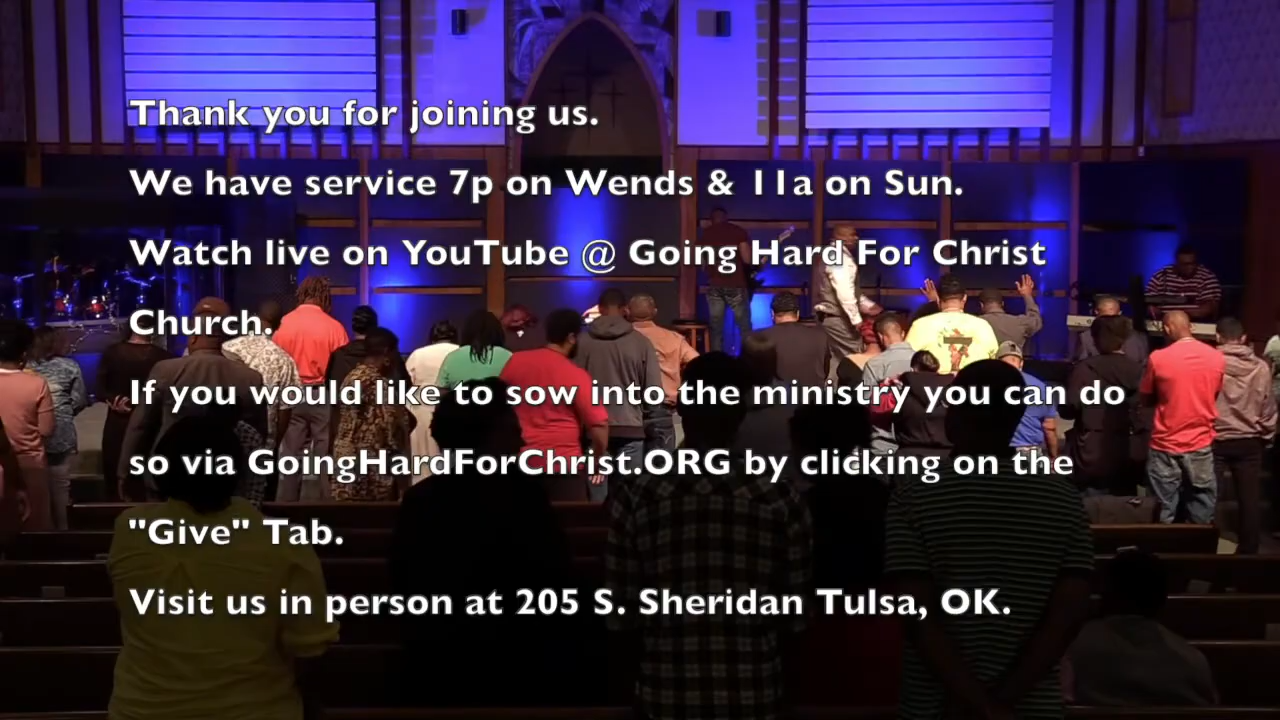 Thank you for joining us.
We have service 7p on Wends & 11a on Sun.
Watch live on YouTube @ Going Hard For Christ
Church.
If you would like to sow into the ministry you can do
so via GoingHardForChrist.ORG by clicking on the
"Give" Tab.
Visit us in person at 205 S. Sheridan Tulsa, OK.